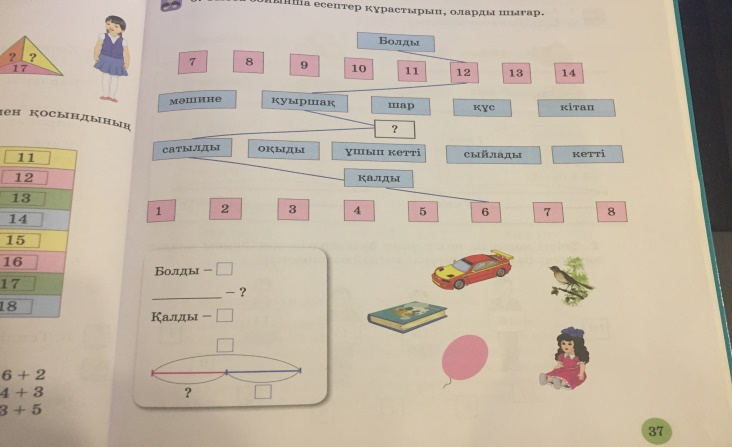 бойынша есептер құрастырып, оларды шығар.
Болды
7 8 9 10 11 12 13 14
мәшине қуыршақ шар құс кітап
?
сатылды оқыды ұшып кетті сыйлады кетті
қалды
1 2 3 4 5 6 7 8
Болды –
– ?
Қалды –
?
? ?
17
қосындының
11
12
13
14
15
16
17
18
6 + 2
4 + 3
3 + 5
37